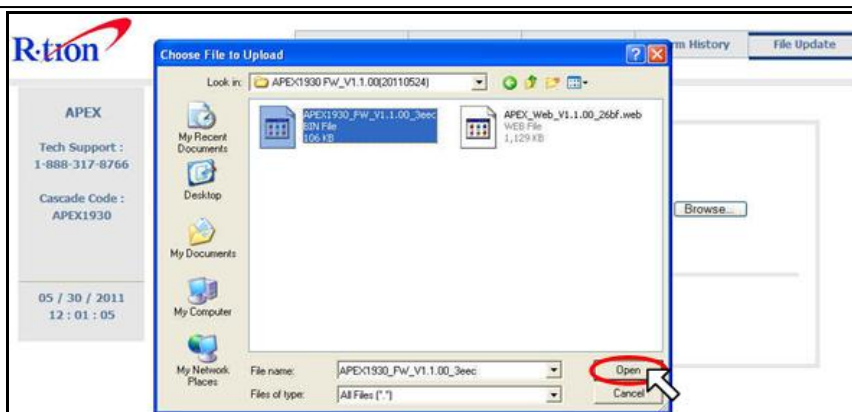 R-tron
rm History
File Update
APEX
Tech Support :
1-888-317-8766
Cascade Code :
APEX1930
05 / 30 / 2011
12 : 01 : 05
Choose File to Upload
Look in:
APEX1930 FW_V1.1.00(20110524)
My Recent
Documents
Desktop
My Documents
My Computer
My Network
Places
APEX1930_FW_V1.1.00_3eec
BIN File
106 KB
APEX_Web_V1.1.00_26bf.web
WEB File
1,129 KB
File name:
APEX1930_FW_V1.1.00_3eec
Open
Files of type:
All Files (*.*)
Cancel
Browse...